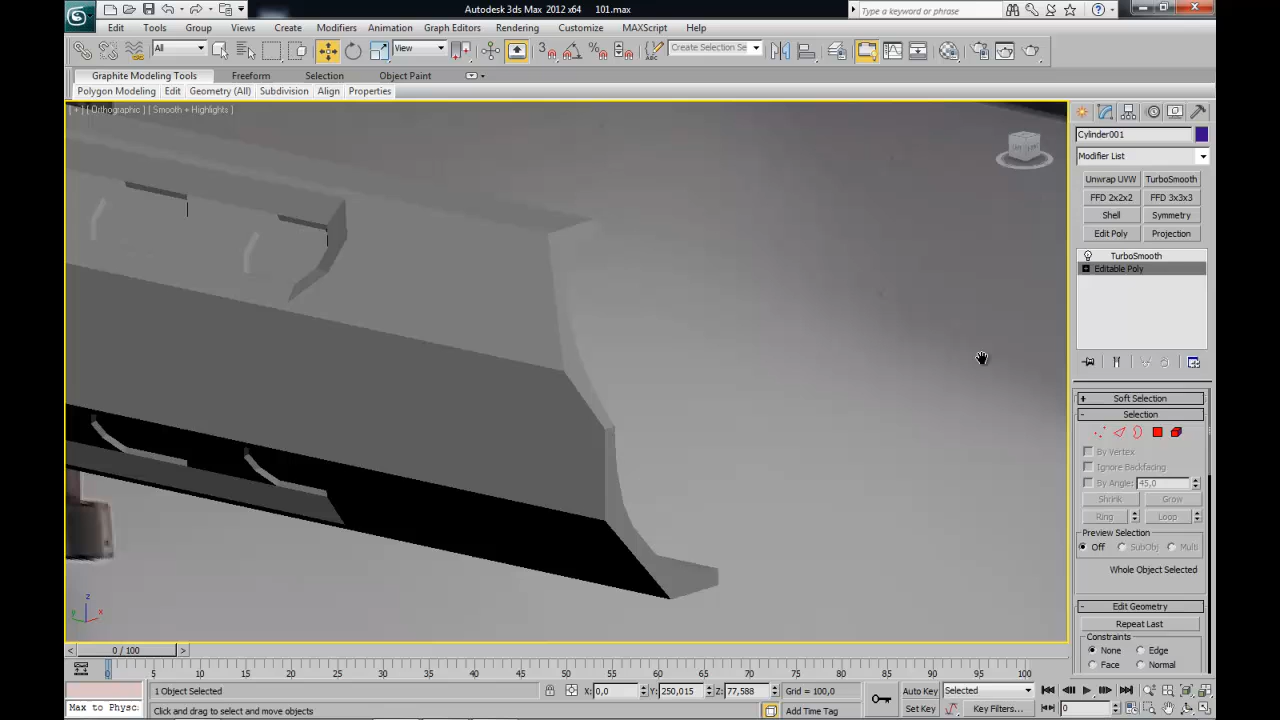 Autodesk 3ds Max 2012 x64 101.max
Type a keyword or phrase
Edit Tools Group Views Create Modifiers Animation Graph Editors Rendering Customize MAXScript Help
All View Create Selection Se
Graphite Modeling Tools Freeform Selection Object Paint
Polygon Modeling Edit Geometry (All) Subdivision Align Properties
[ + ] [ Orthographic ] [ Smooth + Highlights ]
Cylinder001
Modifier List
Unwrap UVW TurboSmooth
FFD 2x2x2 FFD 3x3x3
Shell Symmetry
Edit Poly Projection
TurboSmooth
Editable Poly
+ Soft Selection
- Selection
By Vertex
Ignore Backfacing
By Angle: 45,0
Shrink Grow
Ring Loop
Preview Selection
Off SubObj Multi
Whole Object Selected
- Edit Geometry
Repeat Last
Constraints
None Edge
Face Normal
z
y x
< 0 / 100 >
0 5 10 15 20 25 30 35 40 45 50 55 60 65 70 75 80 85 90 95 100
1 Object Selected X: 0,0 Y: 250,015 Z: 77,588 Grid = 100,0 Auto Key Selected
Max to Physc Click and drag to select and move objects Add Time Tag Set Key Key Filters... 0